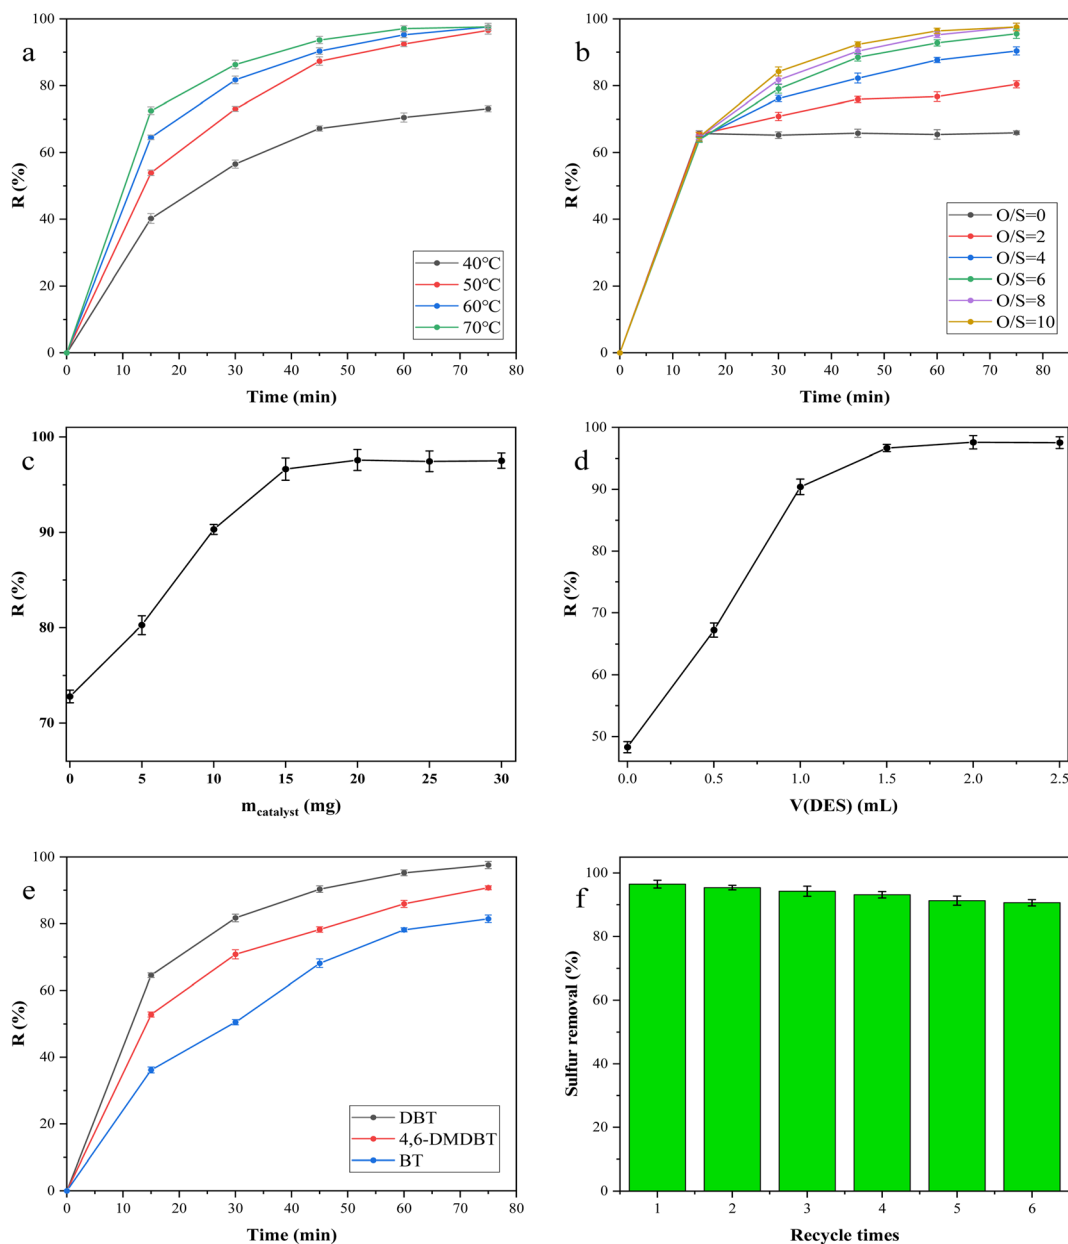 a
R (%)
100
80
60
40
20
0
40℃
50℃
60℃
70℃
0 10 20 30 40 50 60 70 80
Time (min)
b
R (%)
100
80
60
40
20
0
O/S=0
O/S=2
O/S=4
O/S=6
O/S=8
O/S=10
0 10 20 30 40 50 60 70 80
Time (min)
c
R (%)
100
90
80
70
0 5 10 15 20 25 30
m_catalyst (mg)
d
R (%)
100
90
80
70
60
50
0.0 0.5 1.0 1.5 2.0 2.5
V(DES) (mL)
e
R (%)
100
80
60
40
20
0
DBT
4,6-DMDBT
BT
0 10 20 30 40 50 60 70 80
Time (min)
f
Sulfur removal (%)
100
80
60
40
20
0
1 2 3 4 5 6
Recycle times